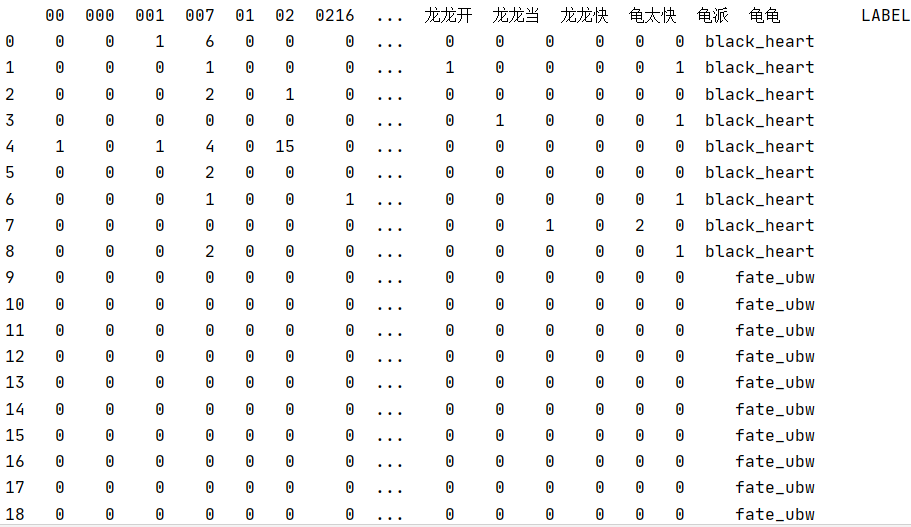 00 000 001 007 01 02 0216 ... 龙龙开 龙龙当 龙龙快 龟太快 龟派 龟龟 LABEL
0 0 0 1 6 0 0 0 ... 0 0 0 0 0 0 black_heart
1 0 0 0 1 0 0 0 ... 1 0 0 0 0 1 black_heart
2 0 0 0 2 0 1 0 ... 0 0 0 0 0 0 black_heart
3 0 0 0 0 0 0 0 ... 0 1 0 0 0 1 black_heart
4 1 0 1 4 0 15 0 ... 0 0 0 0 0 0 black_heart
5 0 0 0 2 0 0 0 ... 0 0 0 0 0 0 black_heart
6 0 0 0 1 0 0 1 ... 0 0 0 0 0 1 black_heart
7 0 0 0 0 0 0 0 ... 0 0 1 0 2 0 black_heart
8 0 0 0 2 0 0 0 ... 0 0 0 0 0 1 black_heart
9 0 0 0 0 0 0 0 ... 0 0 0 0 0 0 fate_ubw
10 0 0 0 0 0 0 0 ... 0 0 0 0 0 0 fate_ubw
11 0 0 0 0 0 0 0 ... 0 0 0 0 0 0 fate_ubw
12 0 0 0 0 0 0 0 ... 0 0 0 0 0 0 fate_ubw
13 0 0 0 0 0 0 0 ... 0 0 0 0 0 0 fate_ubw
14 0 0 0 0 0 0 0 ... 0 0 0 0 0 0 fate_ubw
15 0 0 0 0 0 0 0 ... 0 0 0 0 0 0 fate_ubw
16 0 0 0 0 0 0 0 ... 0 0 0 0 0 0 fate_ubw
17 0 0 0 0 0 0 0 ... 0 0 0 0 0 0 fate_ubw
18 0 0 0 0 0 0 0 ... 0 0 0 0 0 0 fate_ubw